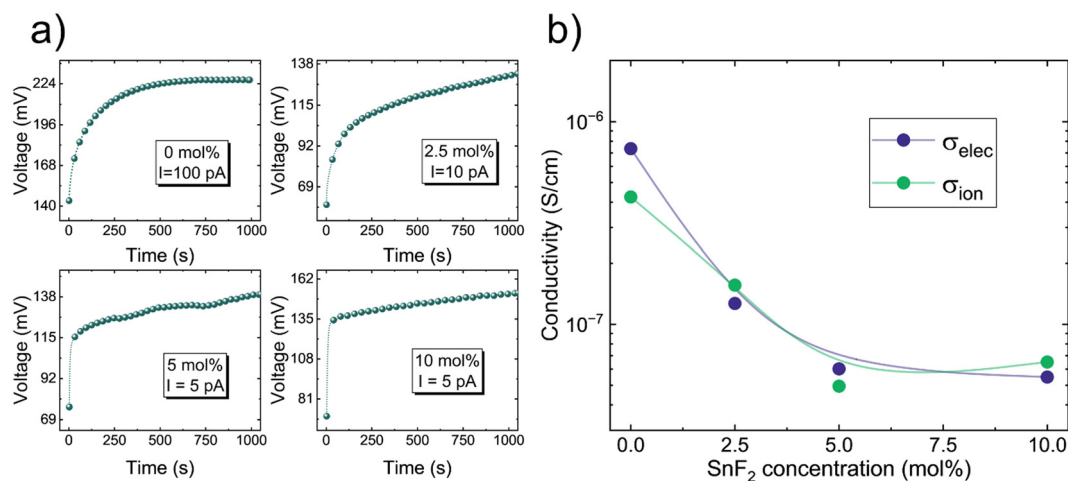 a)
Voltage (mV)
224
196
168
140
0 mol%
I=100 pA
0 250 500 750 1000
Time (s)
Voltage (mV)
138
115
92
69
2.5 mol%
I=10 pA
0 250 500 750 1000
Time (s)
Voltage (mV)
138
115
92
69
5 mol%
I = 5 pA
0 250 500 750 1000
Time (s)
Voltage (mV)
162
135
108
81
10 mol%
I = 5 pA
0 250 500 750 1000
Time (s)
b)
Conductivity (S/cm)
10⁻⁶
10⁻⁷
σelec
σion
0.0 2.5 5.0 7.5 10.0
SnF₂ concentration (mol%)